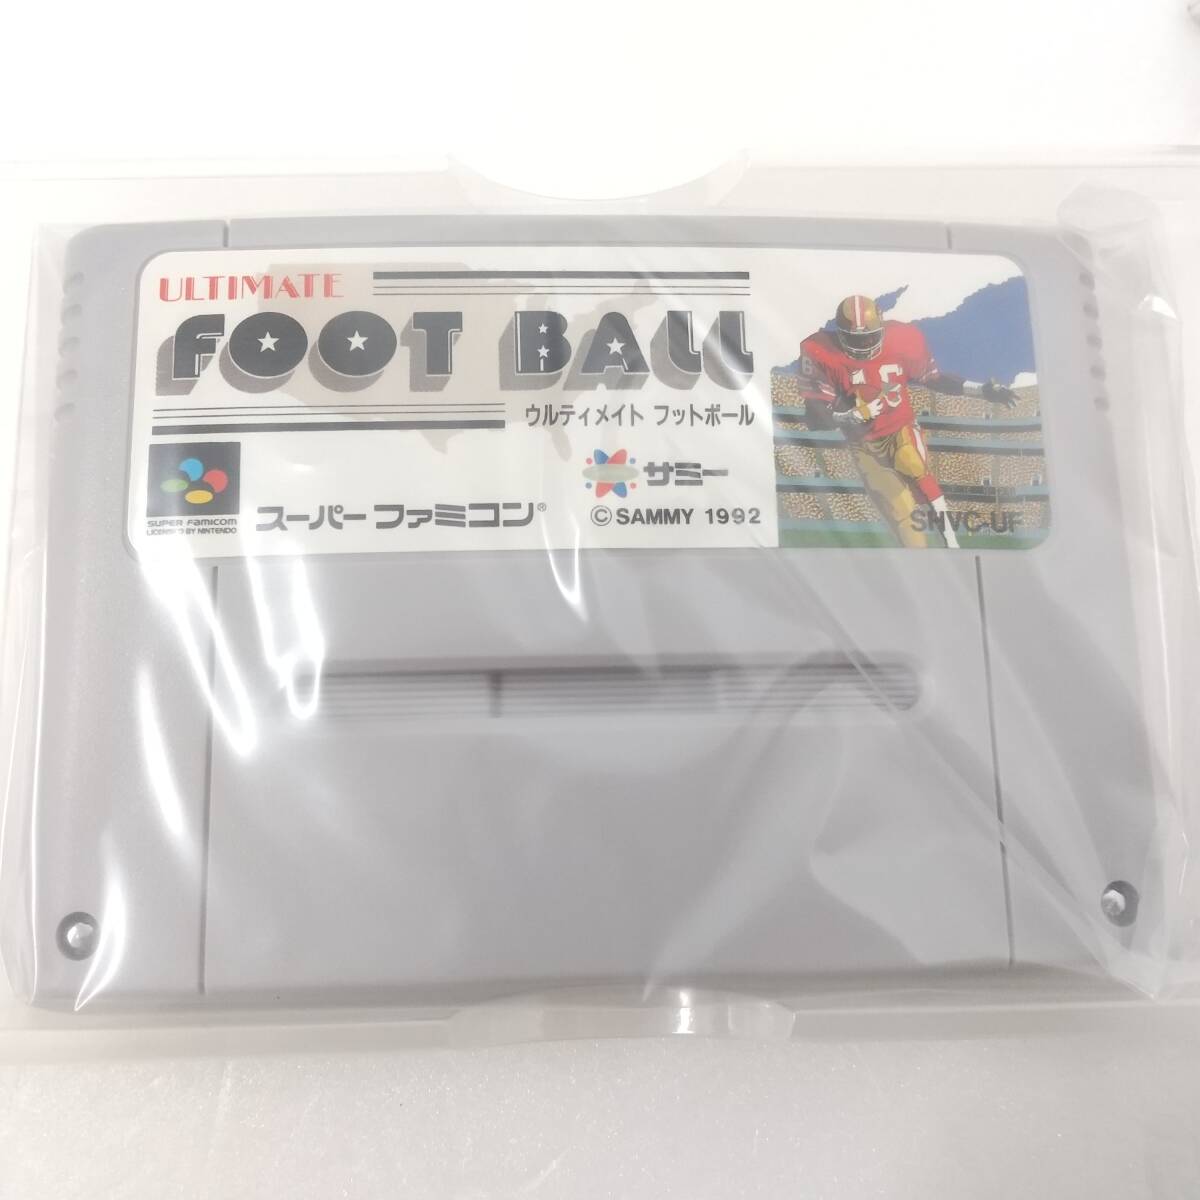 ULTIMATE
FOOT BALL
ウルティメイト フットボール
サミー
SUPER FAMICOM
LICENSED BY NINTENDO
スーパーファミコン®
©SAMMY 1992
16
SHVC-UF